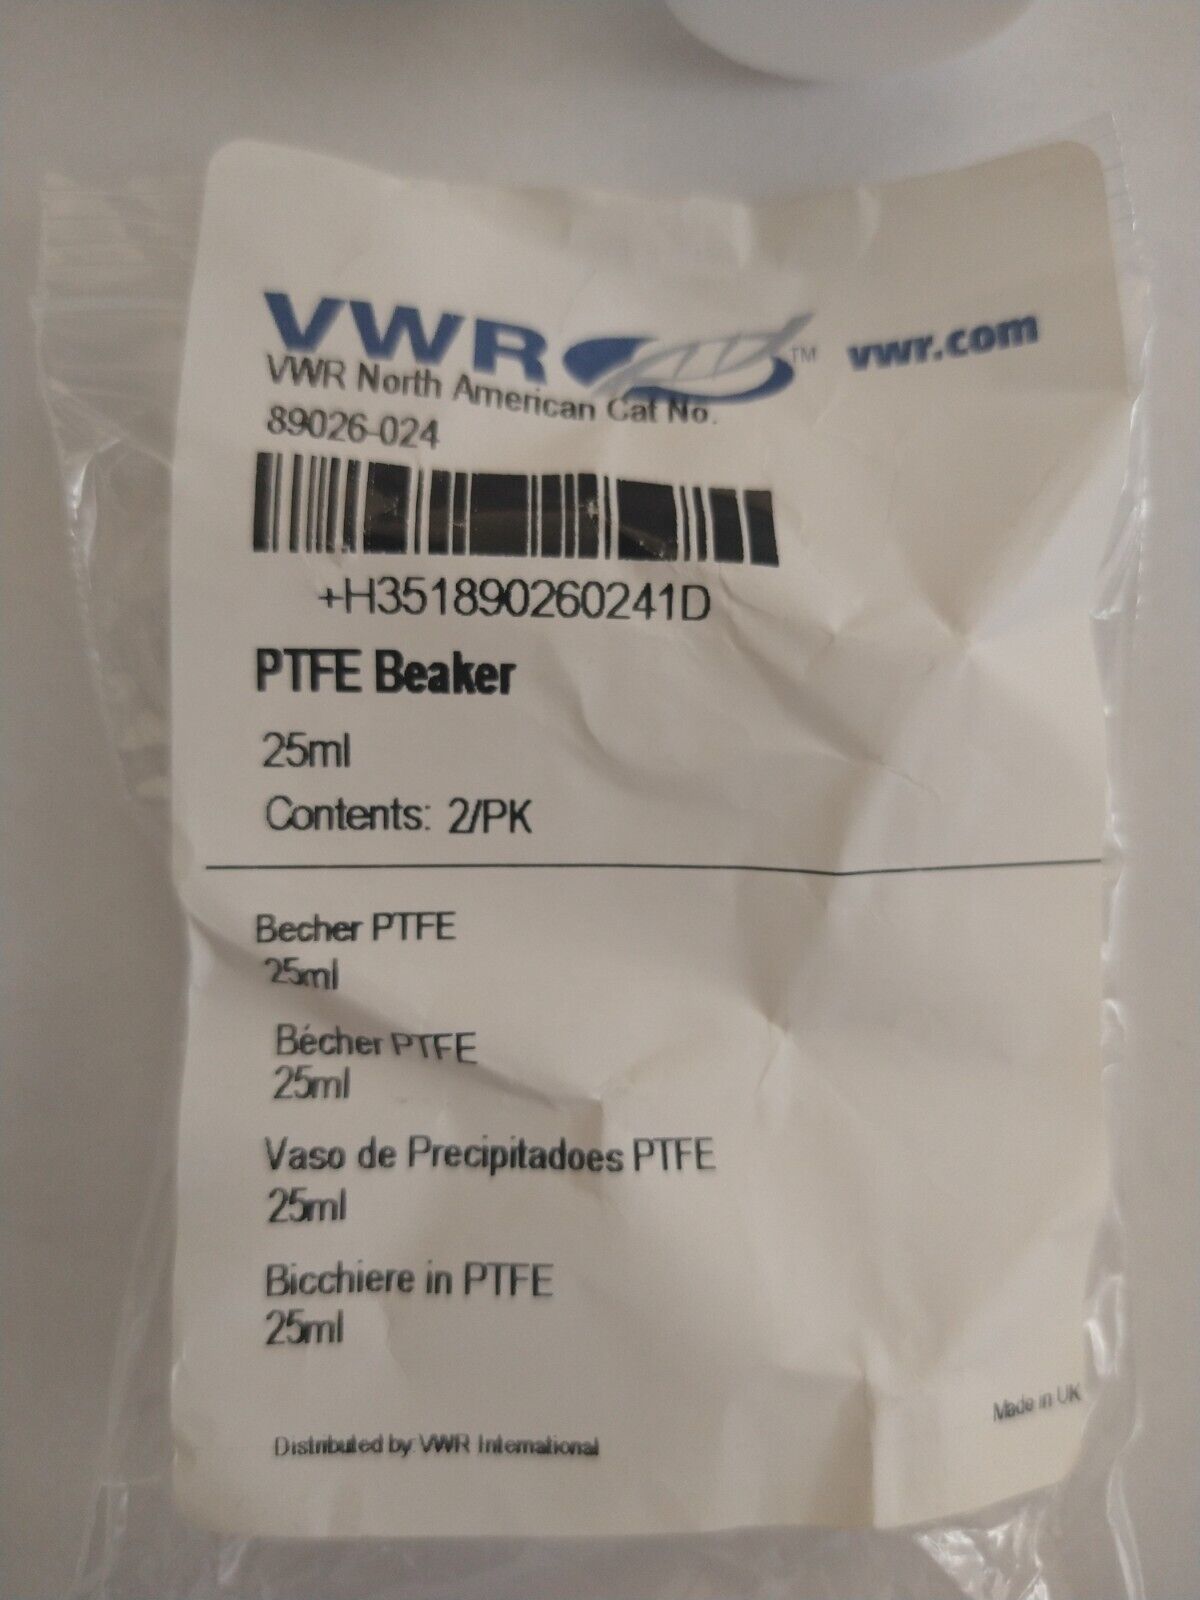 VWR TM vwr.com
VWR North American Cat No.
89026-024
+H351890260241D
PTFE Beaker
25ml
Contents: 2/PK
Becher PTFE
25ml
Bécher PTFE
25ml
Vaso de Precipitadoes PTFE
25ml
Bicchiere in PTFE
25ml
Made in UK
Distributed by VWR International